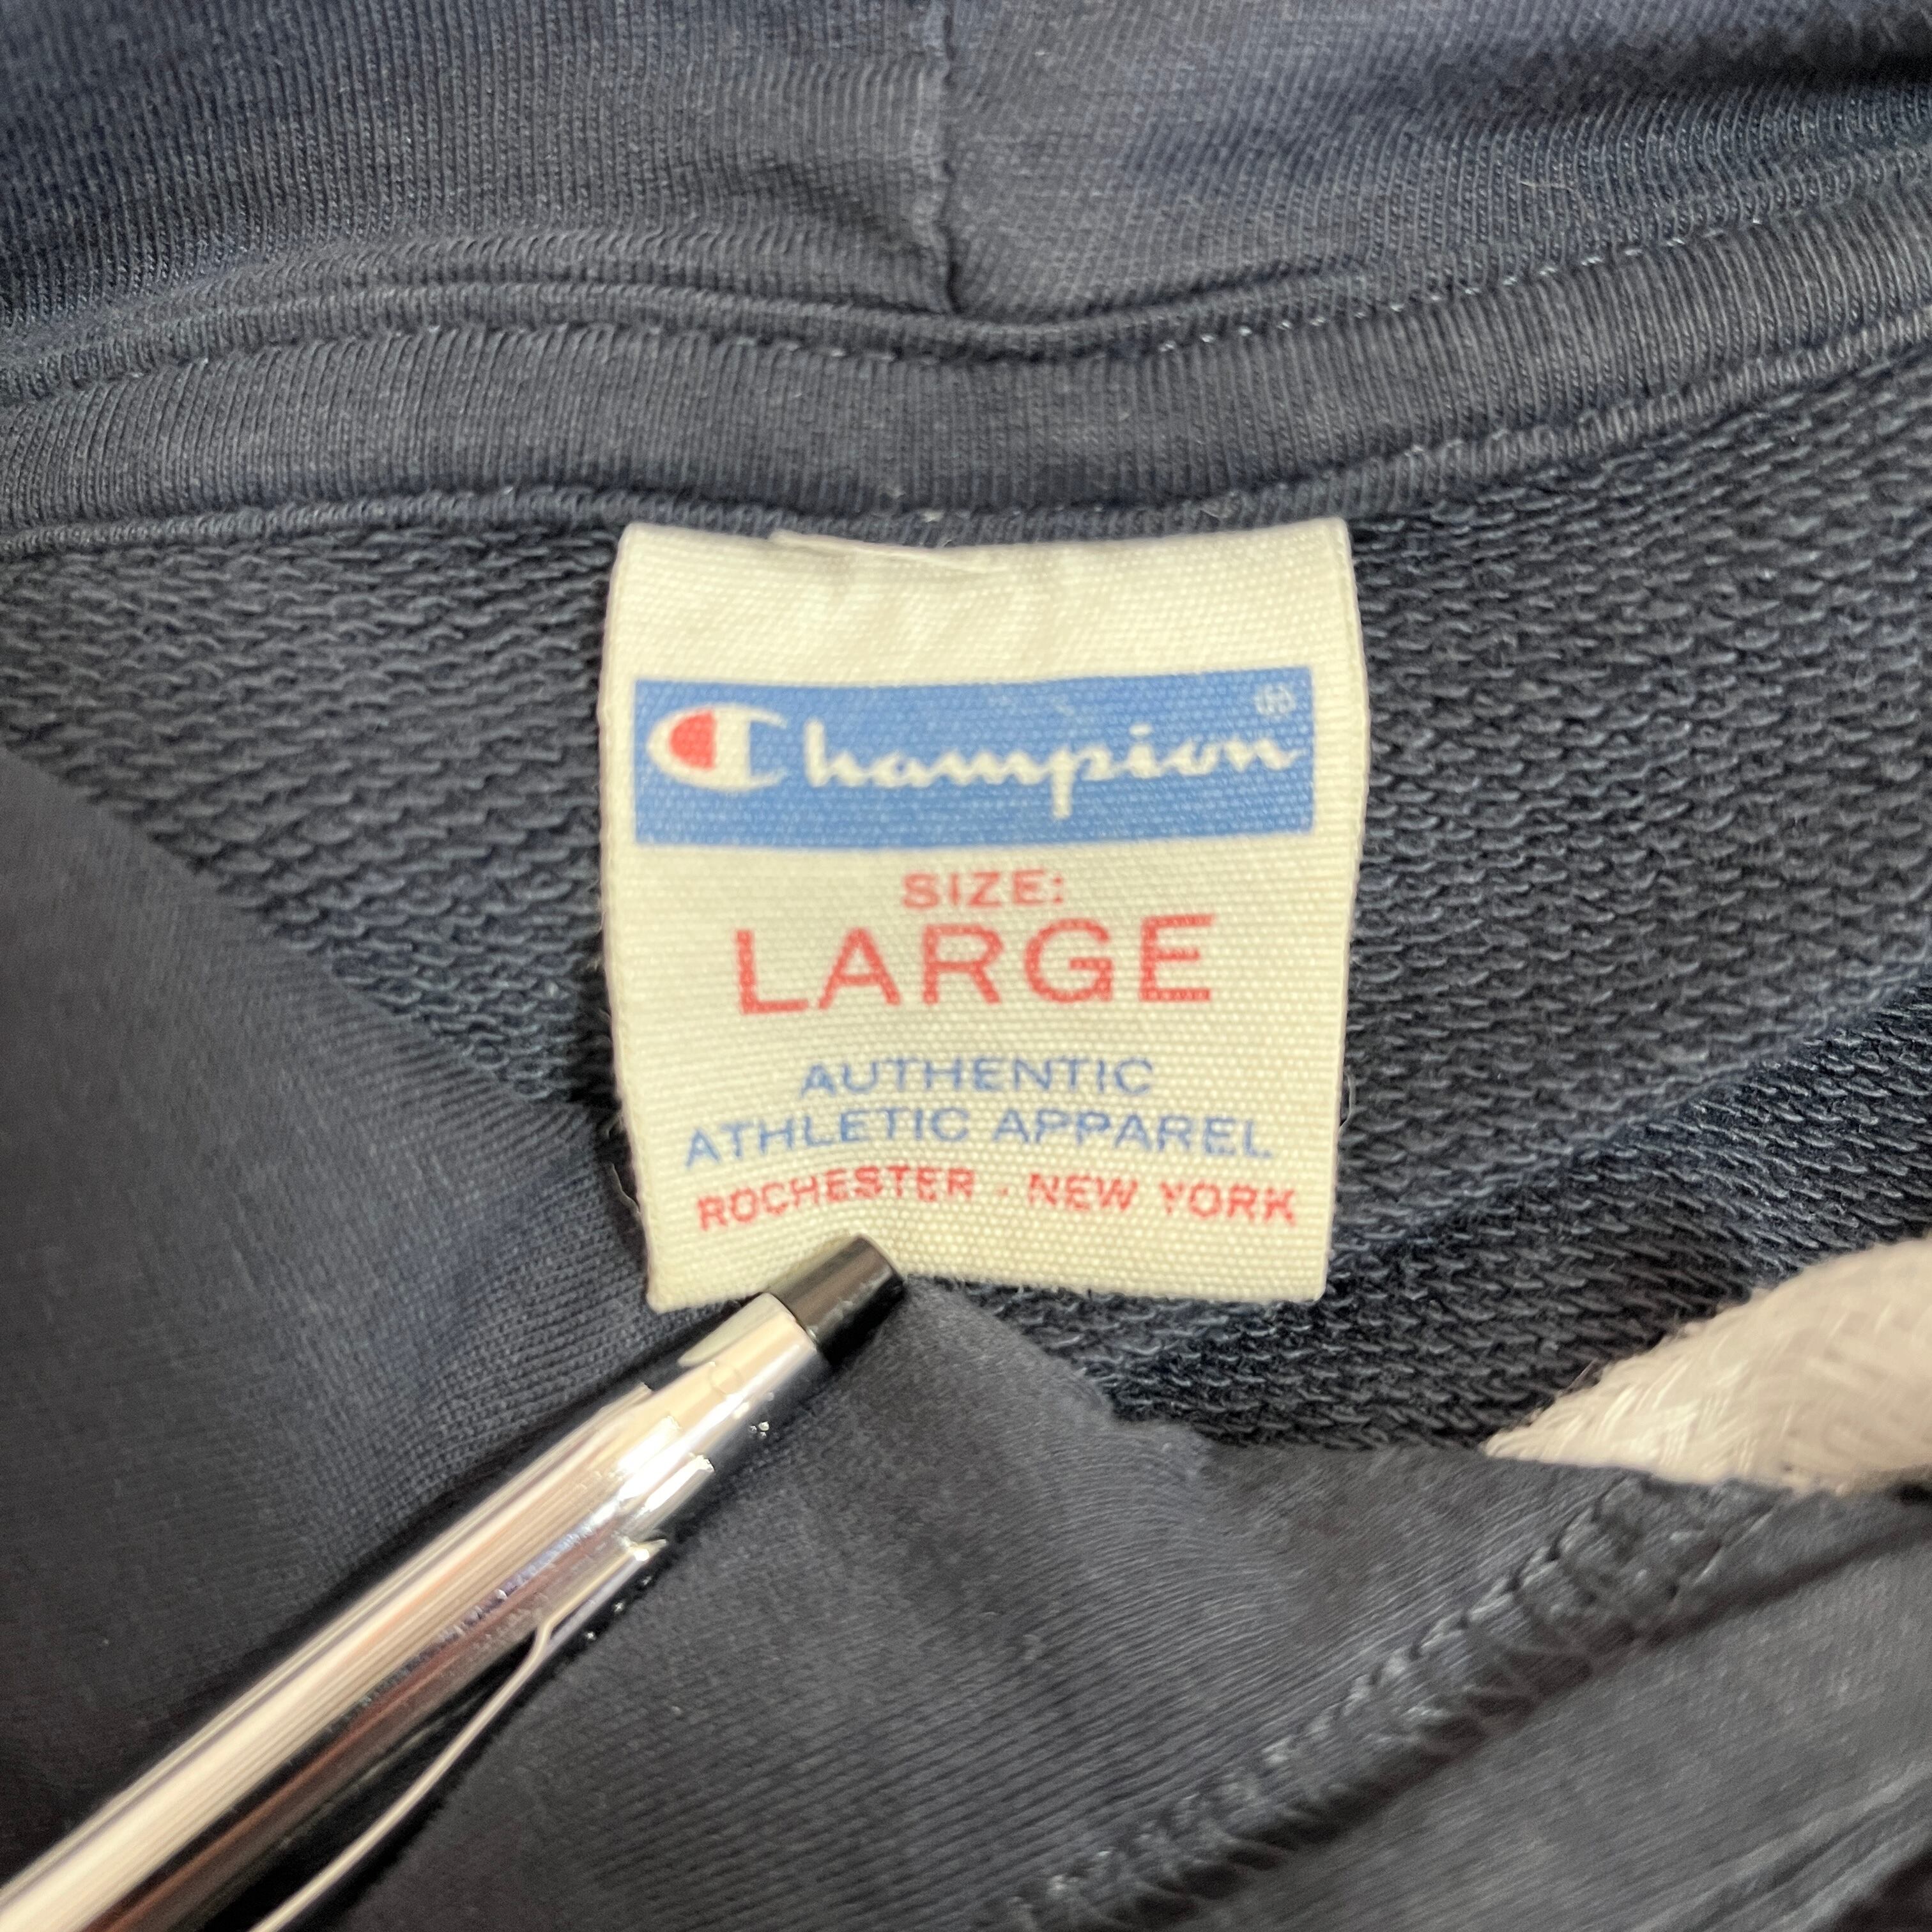 Champion®
SIZE:
LARGE
AUTHENTIC
ATHLETIC APPAREL
ROCHESTER . NEW YORK